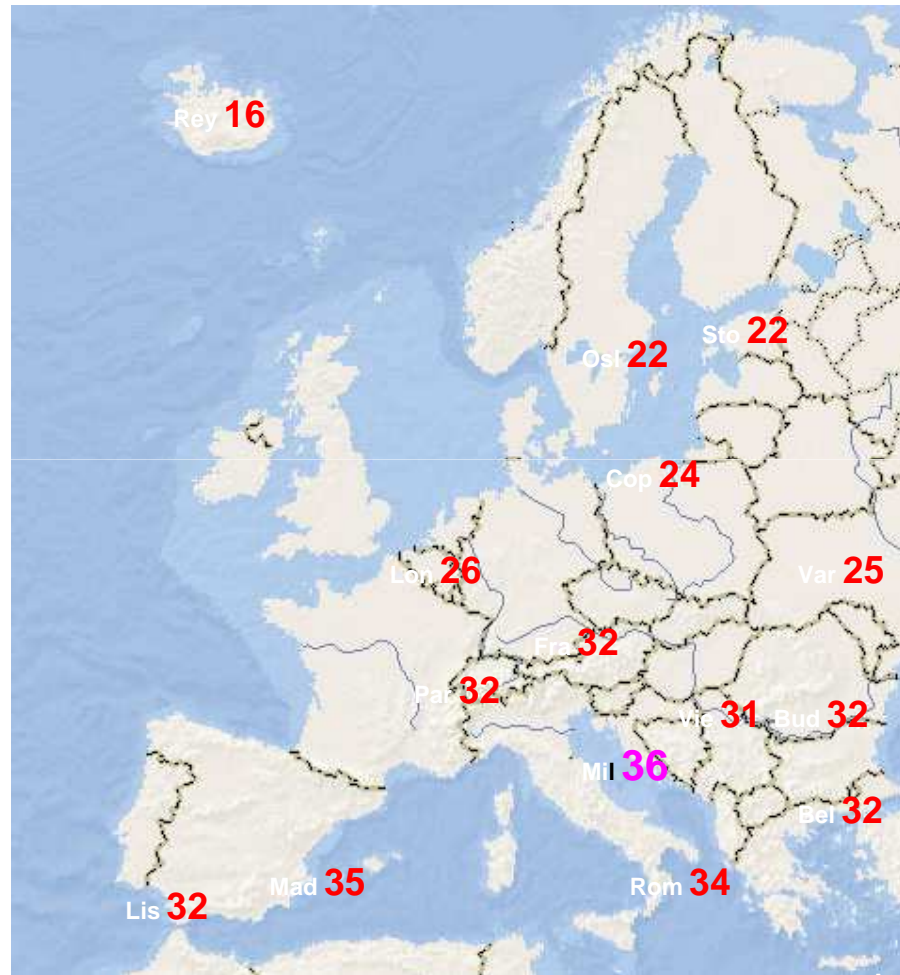 Rey 16
Sto 22
Osl 22
Cop 24
Lon 26
Var 25
Fra 32
Par 32
Vie 31
Bud 32
Mil 36
Bel 32
Mad 35
Rom 34
Lis 32